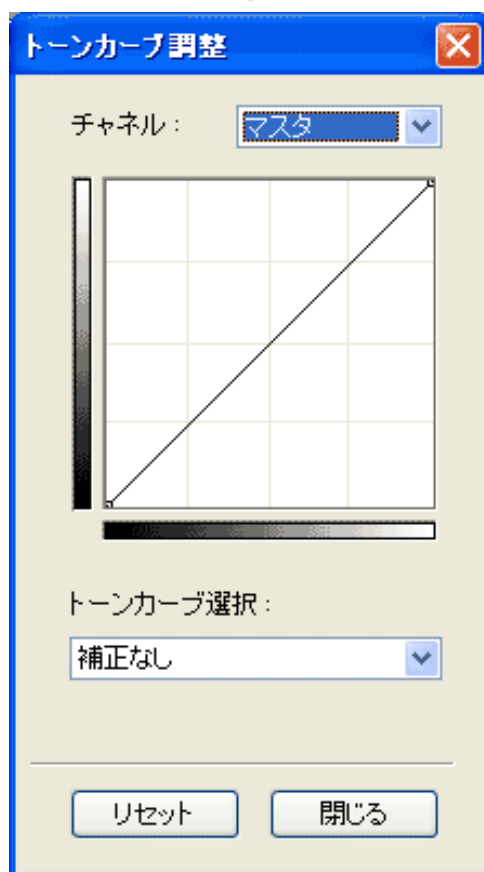 トーンカーブ調整
チャネル： マスタ
トーンカーブ選択：
補正なし
リセット 閉じる